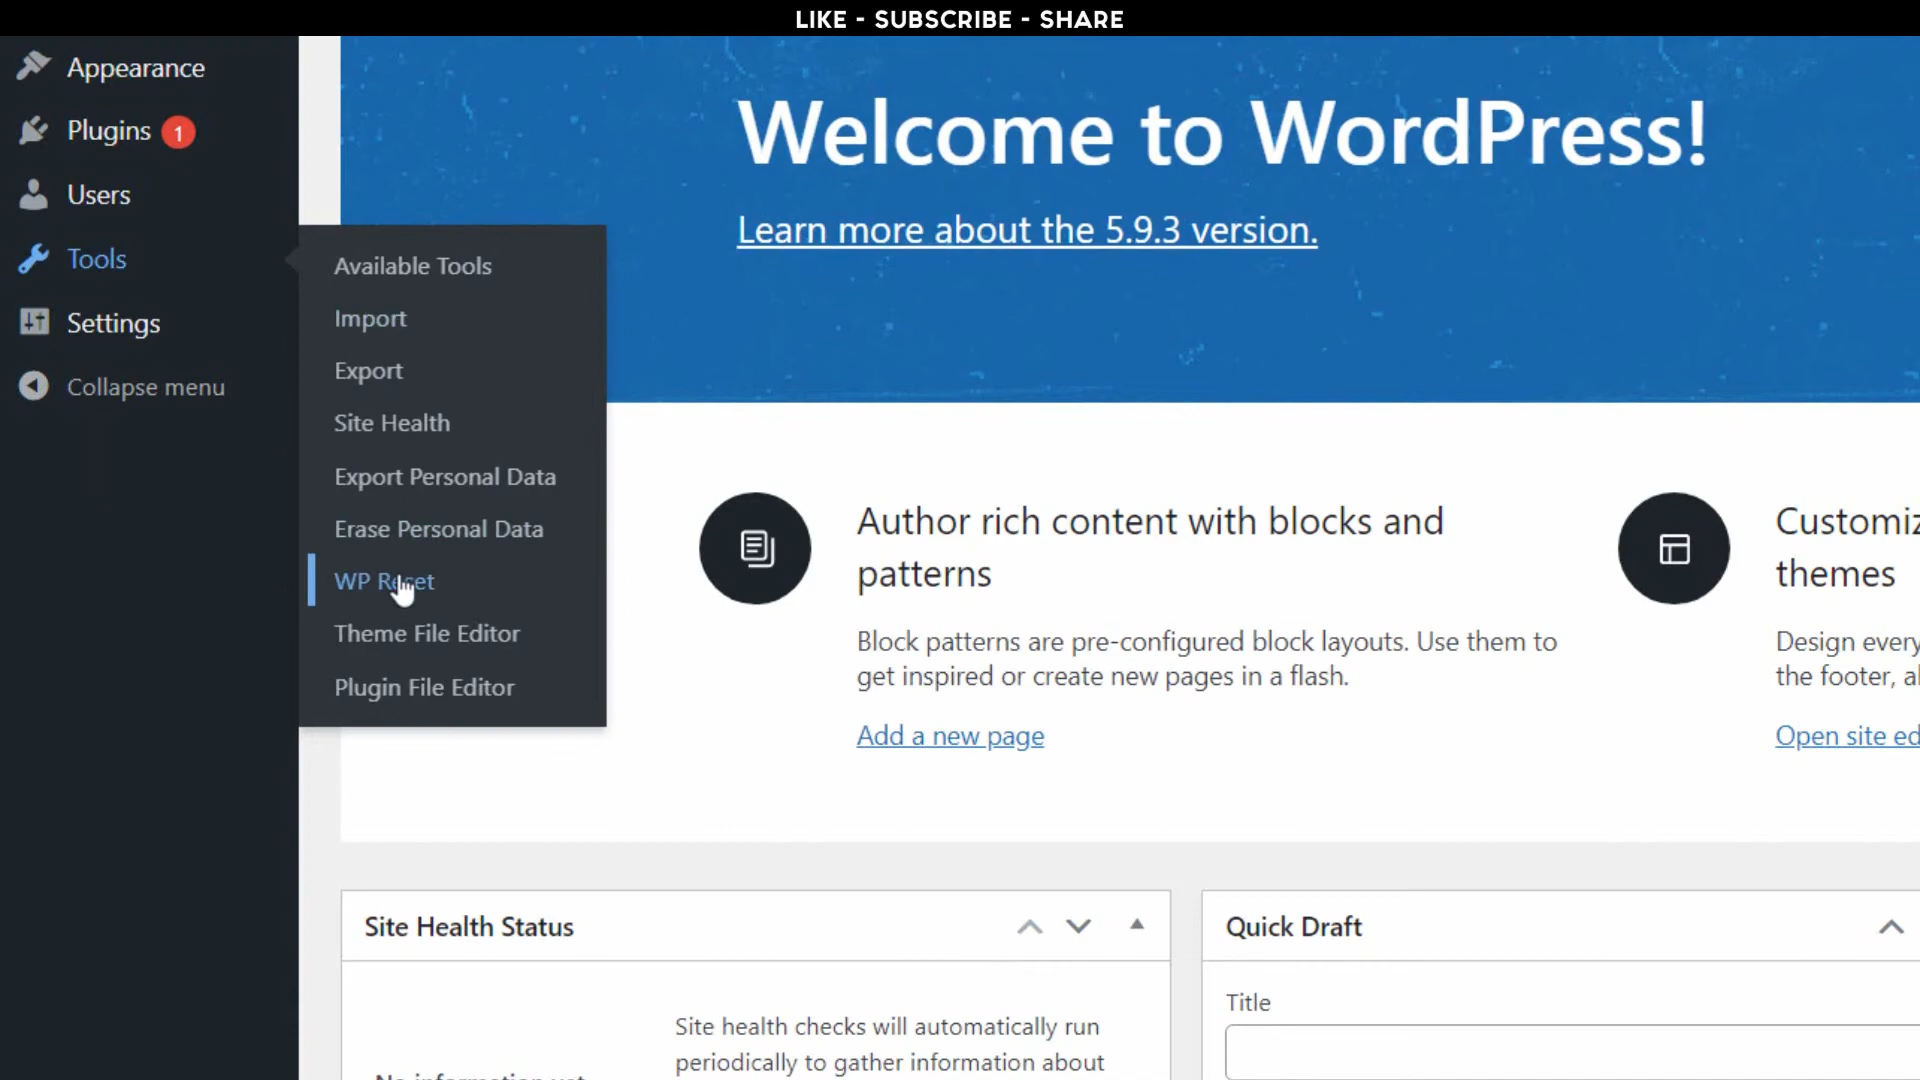 LIKE - SUBSCRIBE - SHARE
Appearance
Plugins 1
Users
Tools
Settings
Collapse menu
Available Tools
Import
Export
Site Health
Export Personal Data
Erase Personal Data
WP Reset
Theme File Editor
Plugin File Editor
Welcome to WordPress!
Learn more about the 5.9.3 version.
Author rich content with blocks and
patterns
Block patterns are pre-configured block layouts. Use them to
get inspired or create new pages in a flash.
Add a new page
Customiz
themes
Design every
the footer, al
Open site ed
Site Health Status
No information yet
Site health checks will automatically run
periodically to gather information about
Quick Draft
Title